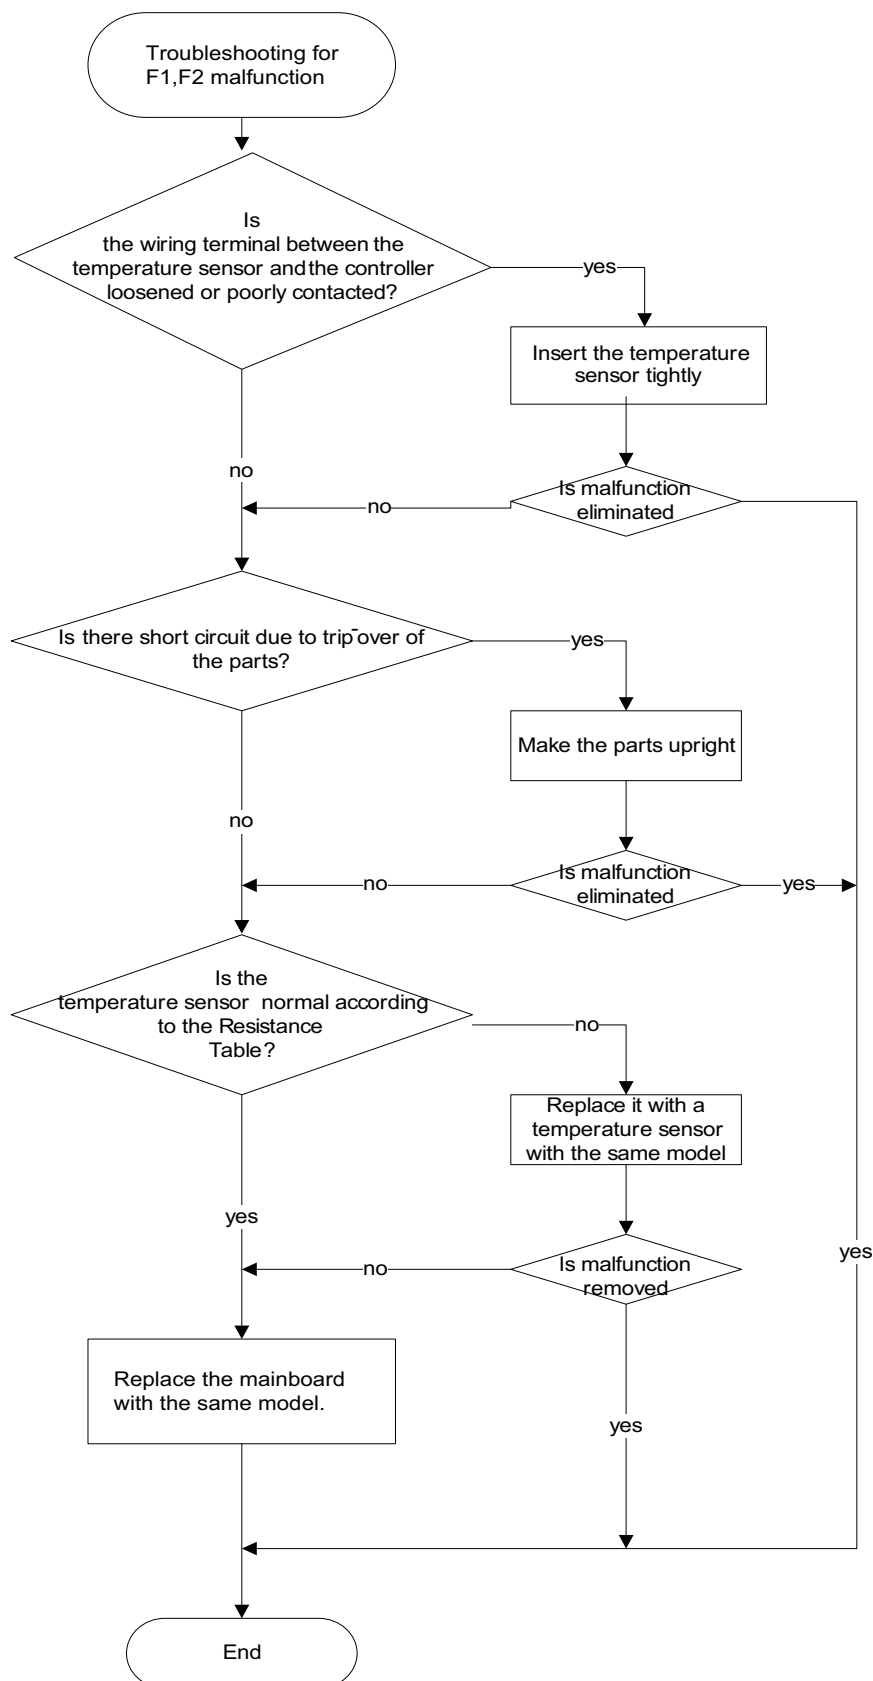 Troubleshooting for
F1,F2 malfunction
Is
the wiring terminal between the
temperature sensor and the controller
loosened or poorly contacted?
yes
Insert the temperature
sensor tightly
no
Is malfunction
eliminated
no
Is there short circuit due to trip-over of
the parts?
yes
Make the parts upright
no
Is malfunction
eliminated
no
yes
Is the
temperature sensor normal according
to the Resistance
Table?
no
Replace it with a
temperature sensor
with the same model
yes
Is malfunction
removed
no
yes
Replace the mainboard
with the same model.
yes
End